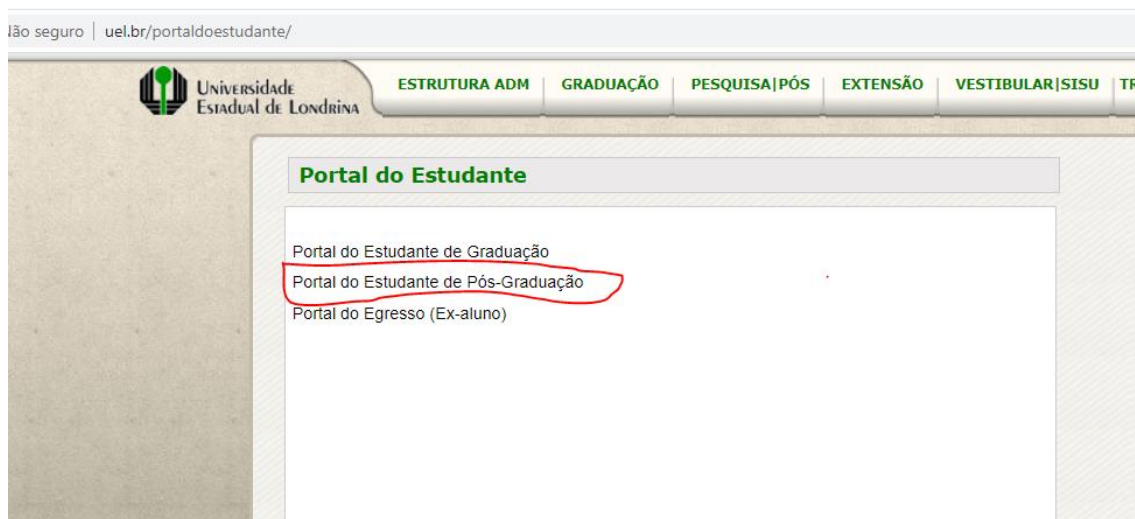 Não seguro | uel.br/portaldoestudante/
Universidade
Estadual de Londrina
ESTRUTURA ADM
GRADUAÇÃO
PESQUISA|PÓS
EXTENSÃO
VESTIBULAR|SISU
Portal do Estudante
Portal do Estudante de Graduação
Portal do Estudante de Pós-Graduação
Portal do Egresso (Ex-aluno)